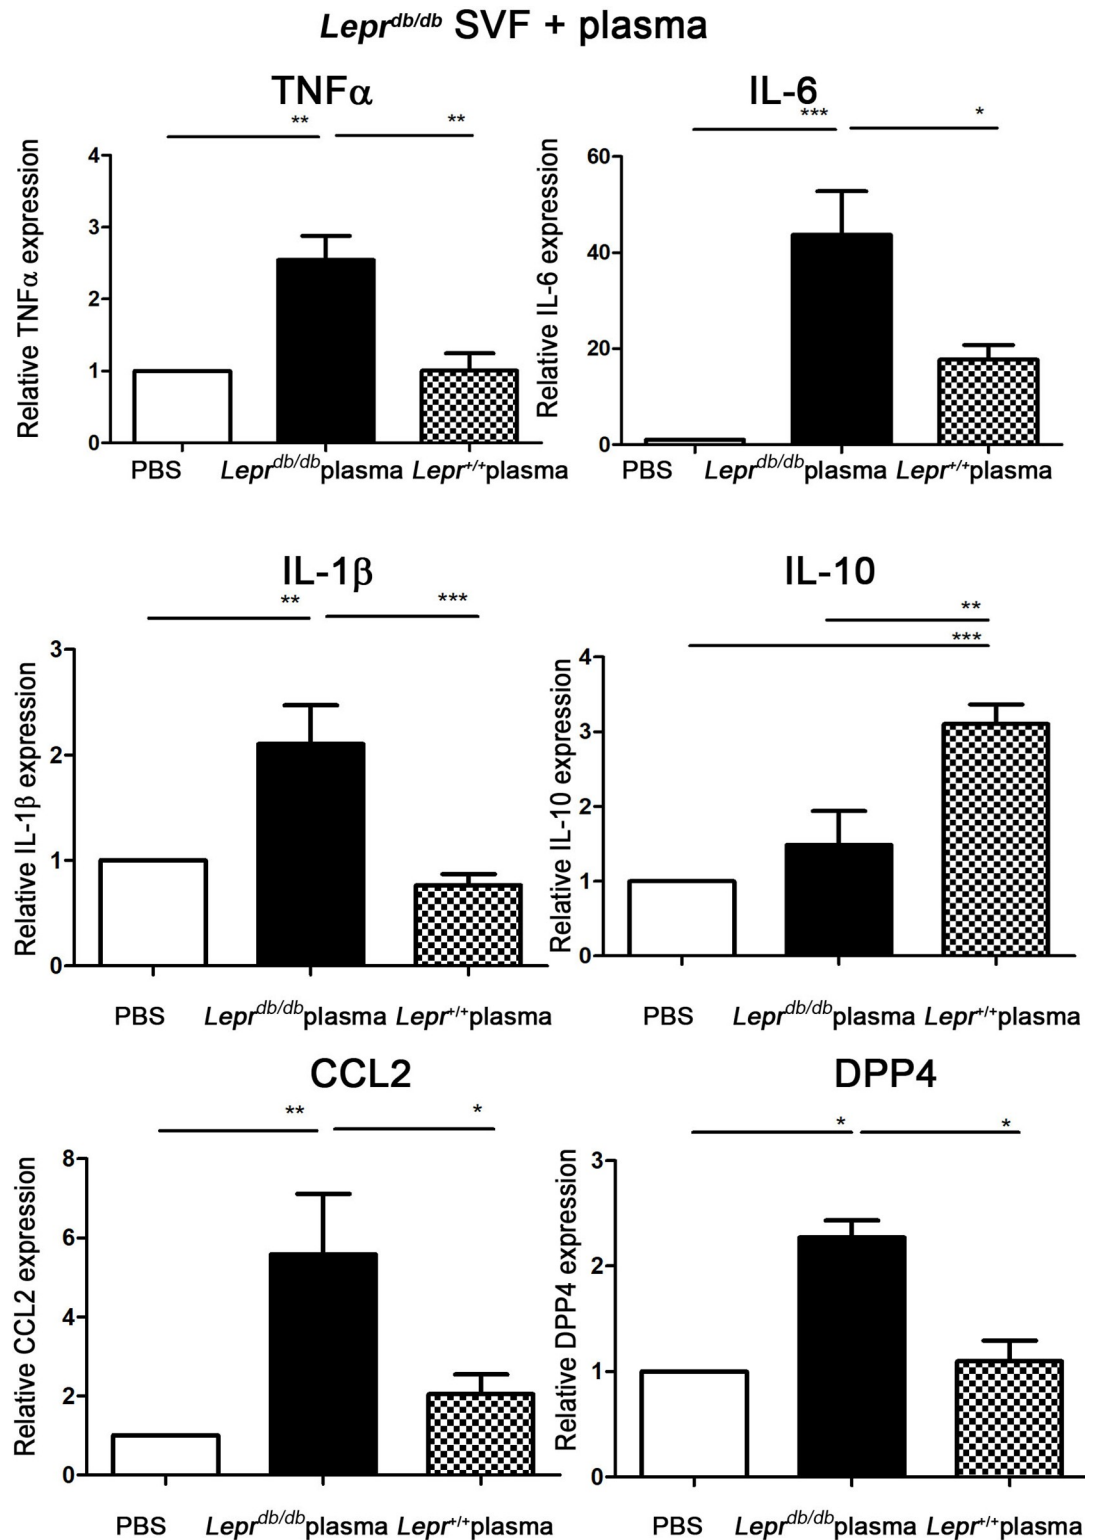 Lepr^db/db SVF + plasma
TNFα
** **
Relative TNFα expression
4
3
2
1
0
PBS Lepr^db/db plasma Lepr^+/+ plasma
IL-6
*** *
Relative IL-6 expression
60
40
20
0
PBS Lepr^db/db plasma Lepr^+/+ plasma
IL-1β
** ***
Relative IL-1β expression
3
2
1
0
PBS Lepr^db/db plasma Lepr^+/+ plasma
IL-10
**
***
Relative IL-10 expression
4
3
2
1
0
PBS Lepr^db/db plasma Lepr^+/+ plasma
CCL2
** *
Relative CCL2 expression
8
6
4
2
0
PBS Lepr^db/db plasma Lepr^+/+ plasma
DPP4
* *
Relative DPP4 expression
3
2
1
0
PBS Lepr^db/db plasma Lepr^+/+ plasma